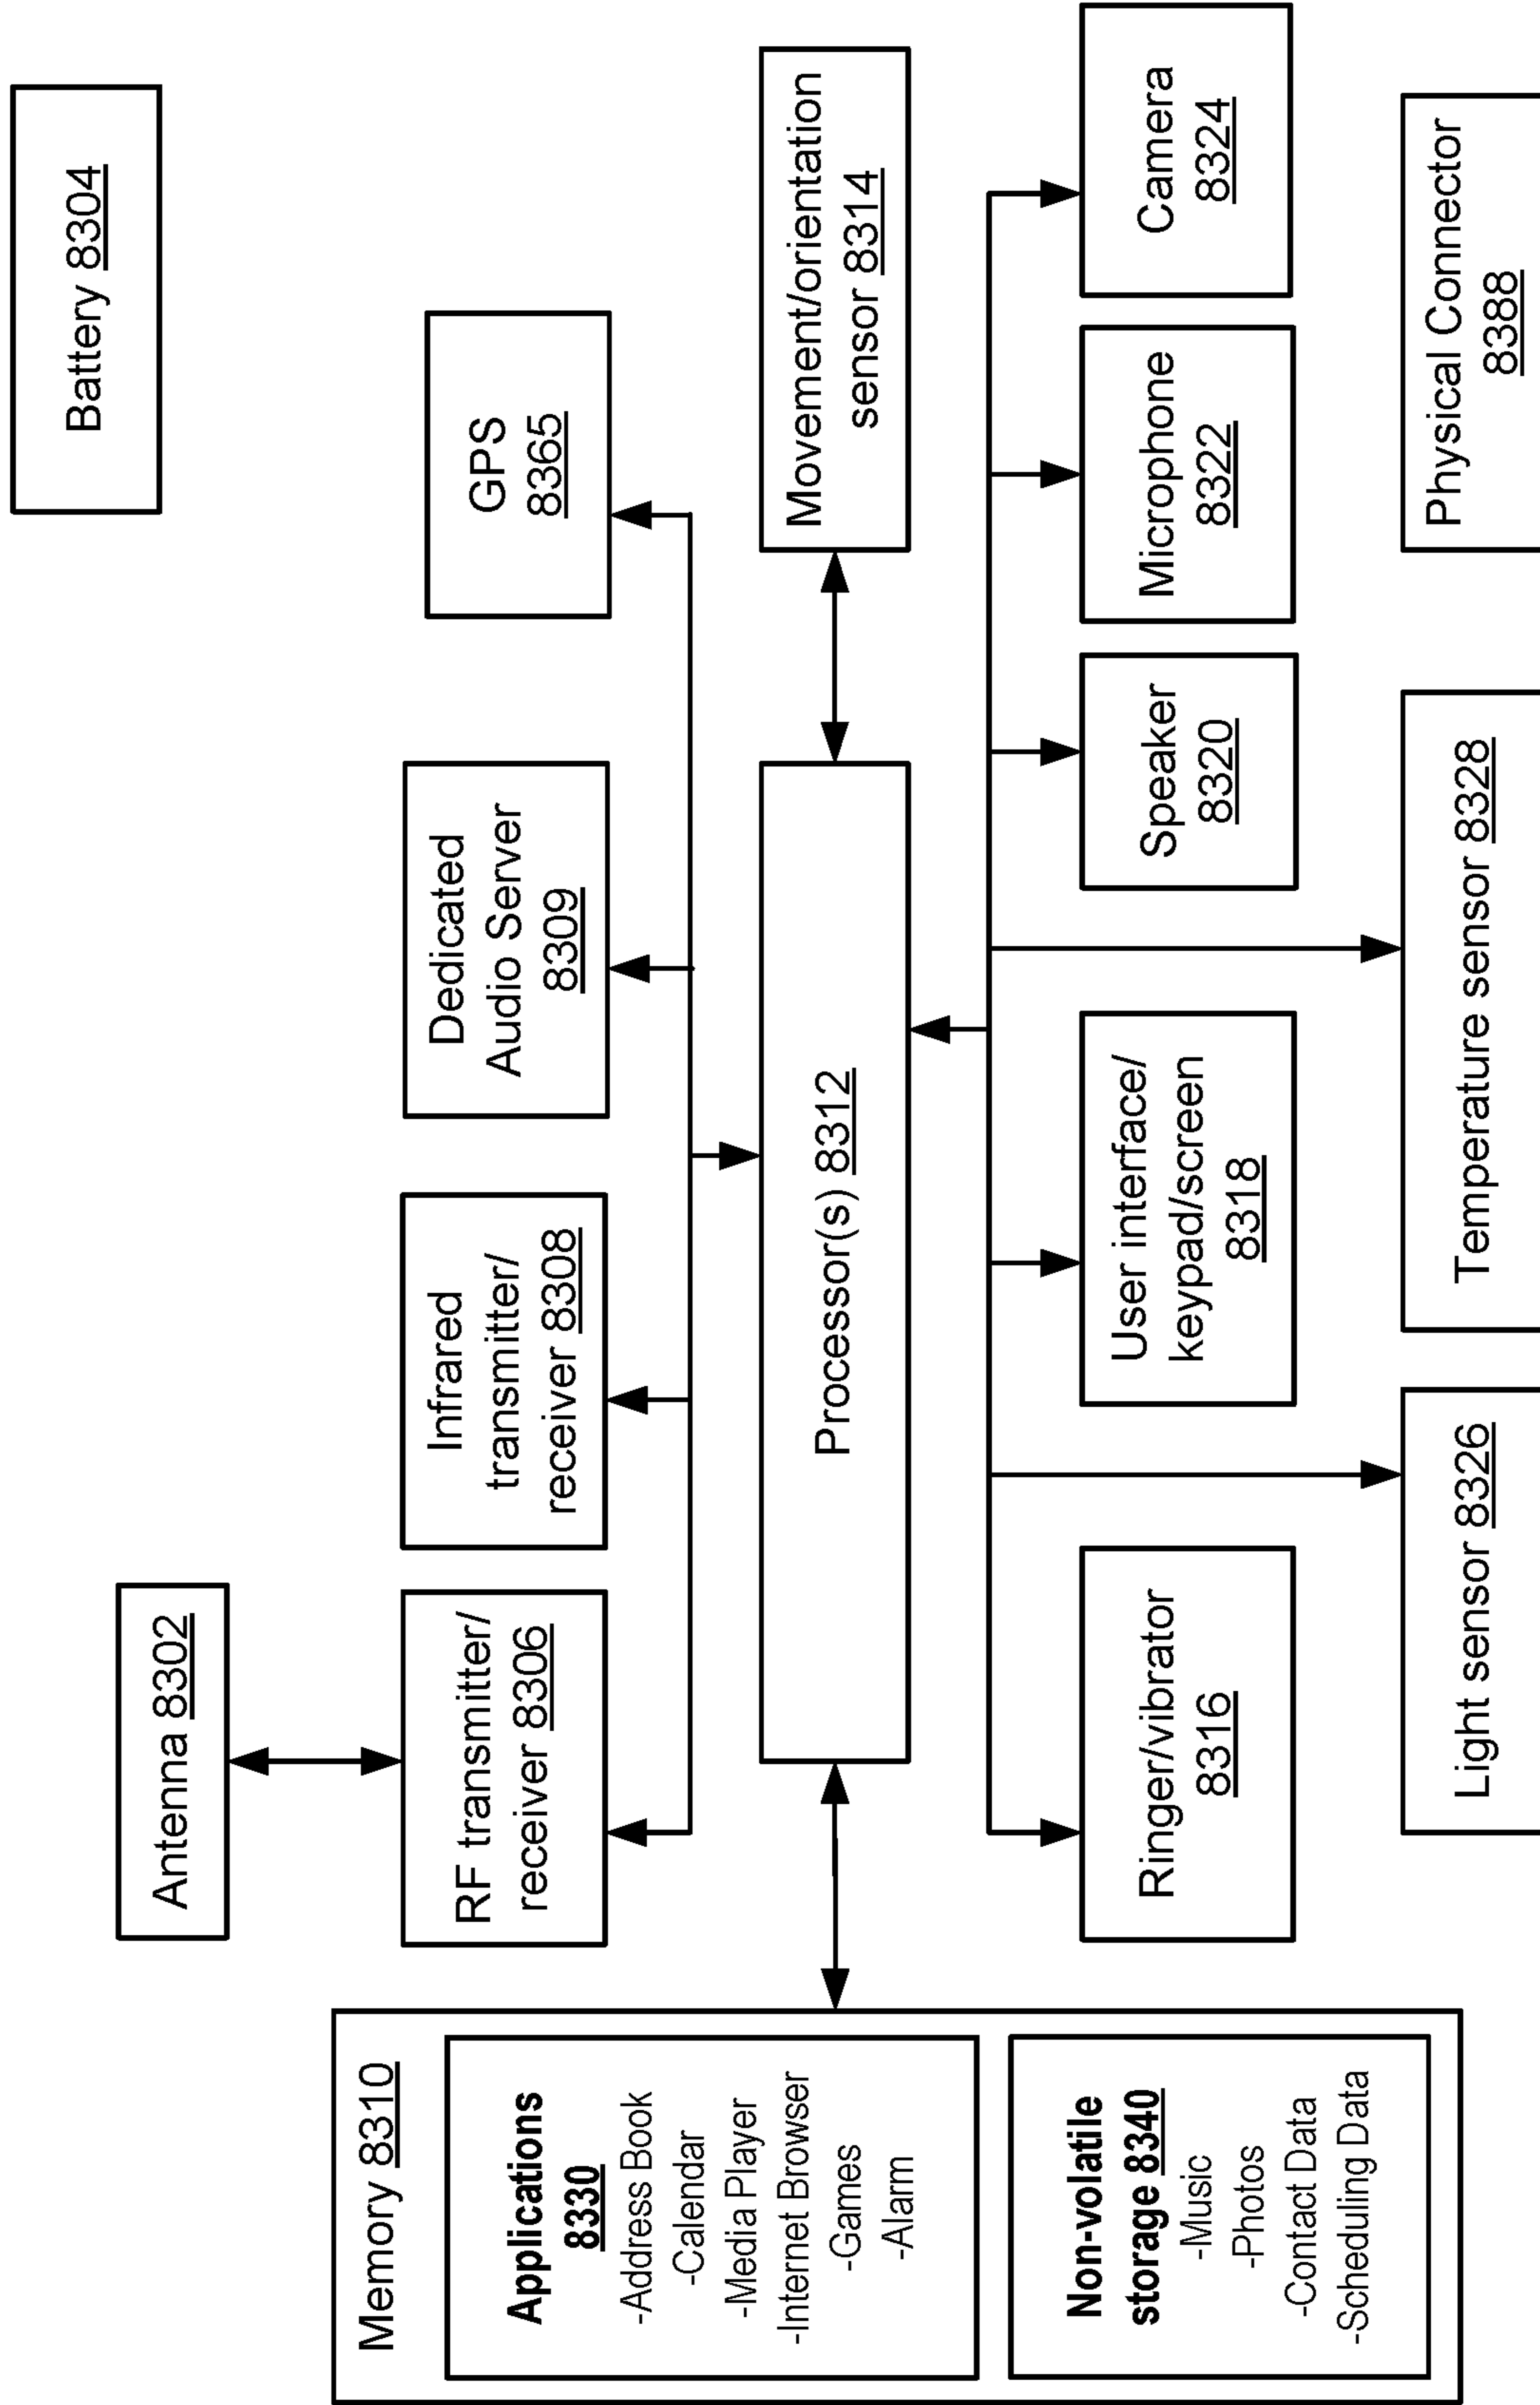 Battery 8304
Antenna 8302
RF transmitter/
receiver 8306
Infrared
transmitter/
receiver 8308
Dedicated
Audio Server
8309
GPS
8365
Memory 8310
Applications
8330
-Address Book
-Calendar
-Media Player
-Internet Browser
-Games
-Alarm
Non-volatile
storage 8340
-Music
-Photos
-Contact Data
-Scheduling Data
Processor(s) 8312
Movement/orientation
sensor 8314
Ringer/vibrator
8316
User interface/
keypad/screen
8318
Speaker
8320
Microphone
8322
Camera
8324
Light sensor 8326
Temperature sensor 8328
Physical Connector
8388